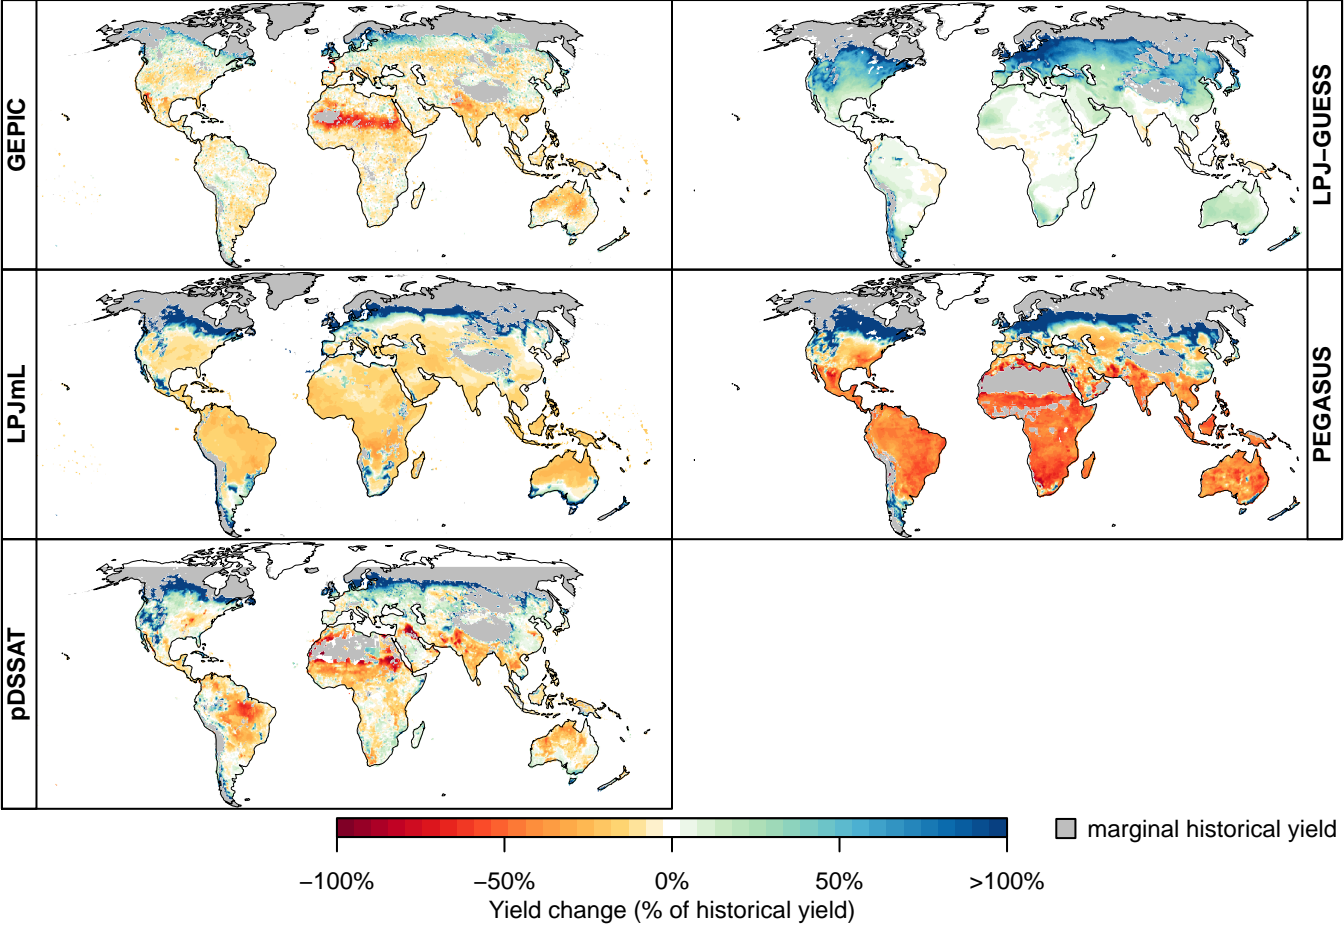 GEPIC
LPJ−GUESS
LPJmL
PEGASUS
pDSSAT
marginal historical yield
−100%
−50%
0%
50%
>100%
Yield change (% of historical yield)